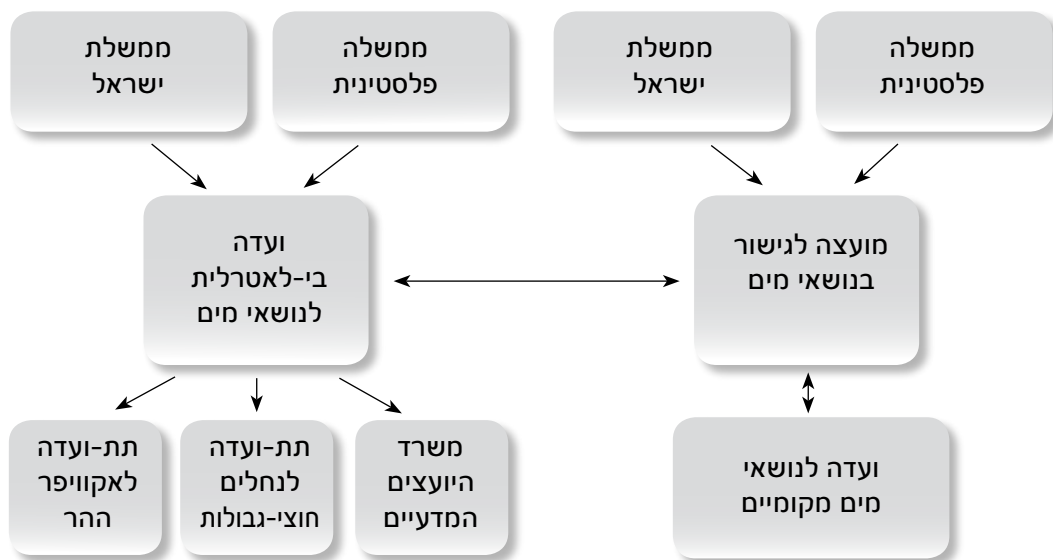 ממשלת
ישראל
ממשלה
פלסטינית
ממשלת
ישראל
ממשלה
פלסטינית
ועדה
בי-לאטרלית
לנושאי מים
מועצה לגישור
בנושאי מים
תת-ועדה
לאקוויפר
ההר
תת-ועדה
לנחלים
חוצי-גבולות
משרד
היועצים
המדעיים
ועדה לנושאי
מים מקומיים